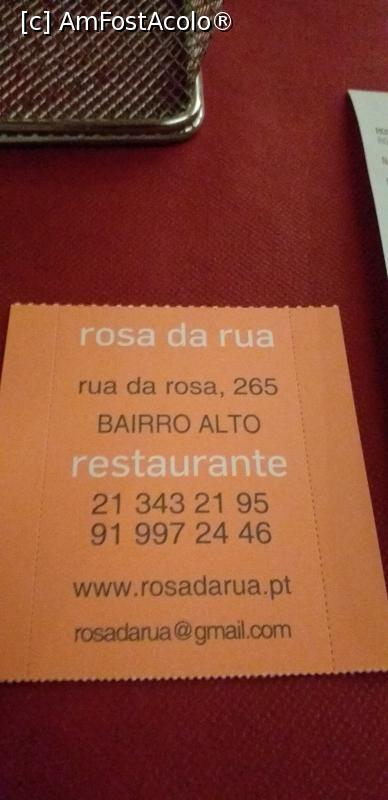 [c] AmFostAcolo®
rosa da rua
rua da rosa, 265
BAIRRO ALTO
restaurante
21 343 21 95
91 997 24 46
www.rosadarua.pt
rosadarua@gmail.com